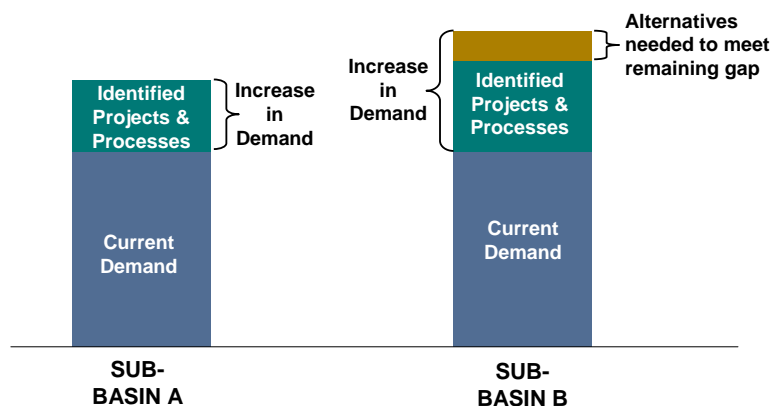 Identified
Projects &
Processes
Increase
in
Demand
Current
Demand
SUB-
BASIN A
Increase
in
Demand
Alternatives
needed to meet
remaining gap
Identified
Projects &
Processes
Current
Demand
SUB-
BASIN B